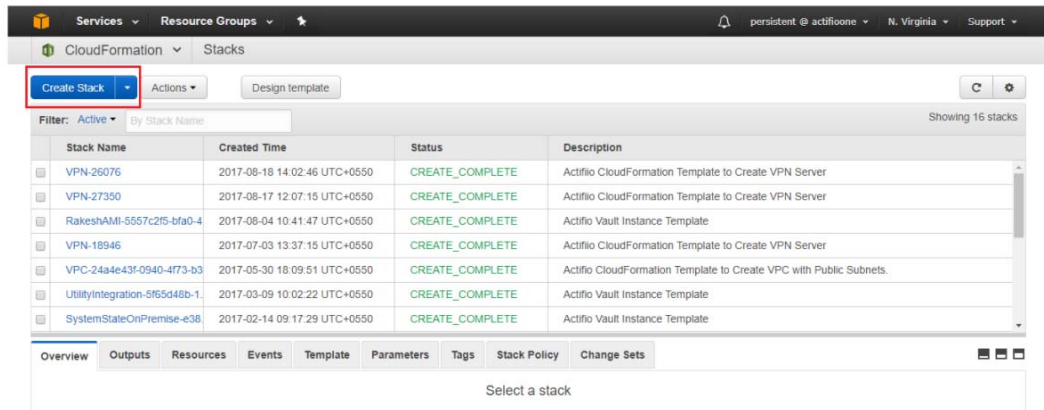 Services Resource Groups persistent @ actifioone N. Virginia Support
CloudFormation Stacks
Create Stack Actions Design template
Filter: Active By Stack Name Showing 16 stacks
Stack Name Created Time Status Description
VPN-26076 2017-08-18 14:02:46 UTC+0550 CREATE_COMPLETE Actifiio CloudFormation Template to Create VPN Server
VPN-27350 2017-08-17 12:07:15 UTC+0550 CREATE_COMPLETE Actifiio CloudFormation Template to Create VPN Server
RakeshAMI-5557c2f5-bfa0-4 2017-08-04 10:41:47 UTC+0550 CREATE_COMPLETE Actifio Vault Instance Template
VPN-18946 2017-07-03 13:37:15 UTC+0550 CREATE_COMPLETE Actifiio CloudFormation Template to Create VPN Server
VPC-24a4e43f-0940-4f73-b3 2017-05-30 18:09:51 UTC+0550 CREATE_COMPLETE Actifio CloudFormation Template to Create VPC with Public Subnets.
UtilityIntegration-5f65d48b-1. 2017-03-09 10:02:22 UTC+0550 CREATE_COMPLETE Actifio Vault Instance Template
SystemStateOnPremise-e38. 2017-02-14 09:17:29 UTC+0550 CREATE_COMPLETE Actifio Vault Instance Template
Overview Outputs Resources Events Template Parameters Tags Stack Policy Change Sets
Select a stack